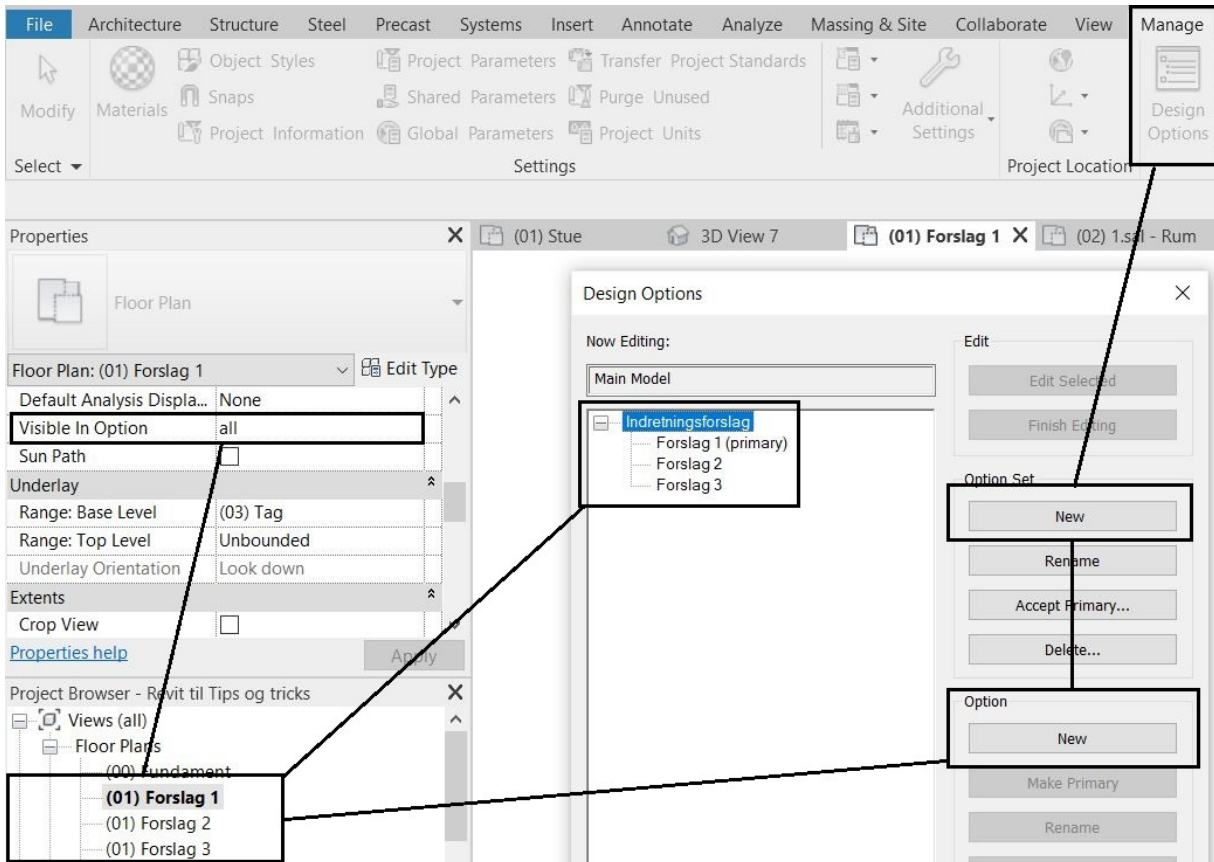 File Architecture Structure Steel Precast Systems Insert Annotate Analyze Massing & Site Collaborate View Manage
Modify
Materials
Object Styles
Snaps
Project Information
Project Parameters
Shared Parameters
Global Parameters
Transfer Project Standards
Purge Unused
Project Units
Additional
Settings
Design
Options
Select
Settings
Project Location
Properties
(01) Stue
3D View 7
(01) Forslag 1
(02) 1.sal - Rum
Floor Plan
Floor Plan: (01) Forslag 1
Edit Type
Default Analysis Displa... None
Visible In Option all
Sun Path
Underlay
Range: Base Level (03) Tag
Range: Top Level Unbounded
Underlay Orientation Look down
Extents
Crop View
Properties help
Apply
Project Browser - Revit til Tips og tricks
Views (all)
Floor Plans
(00) Fundament
(01) Forslag 1
(01) Forslag 2
(01) Forslag 3
Design Options
Now Editing:
Main Model
Indretningsforslag
Forslag 1 (primary)
Forslag 2
Forslag 3
Edit
Edit Selected
Finish Editing
Option Set
New
Rename
Accept Primary...
Delete...
Option
New
Make Primary
Rename